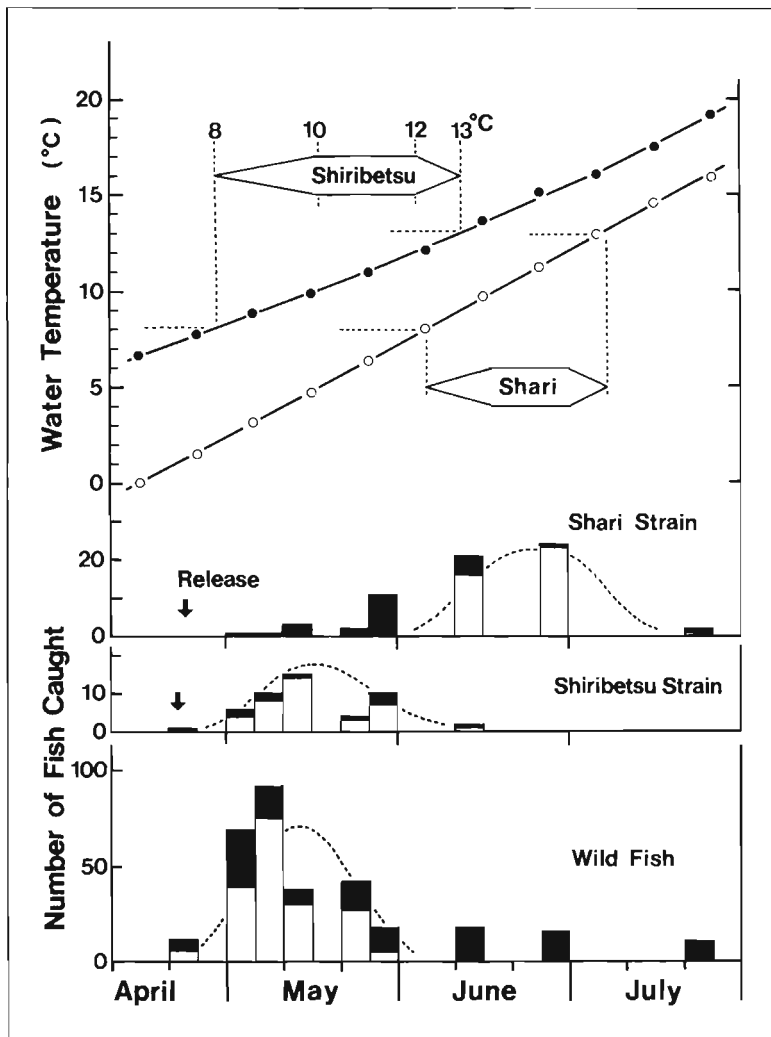 Water Temperature (°C)
20
15
10
5
0
8
10
12
13°C
Shiribetsu
Shari
Number of Fish Caught
Shari Strain
20
0
Release
Shiribetsu Strain
10
0
Wild Fish
100
50
0
April
May
June
July